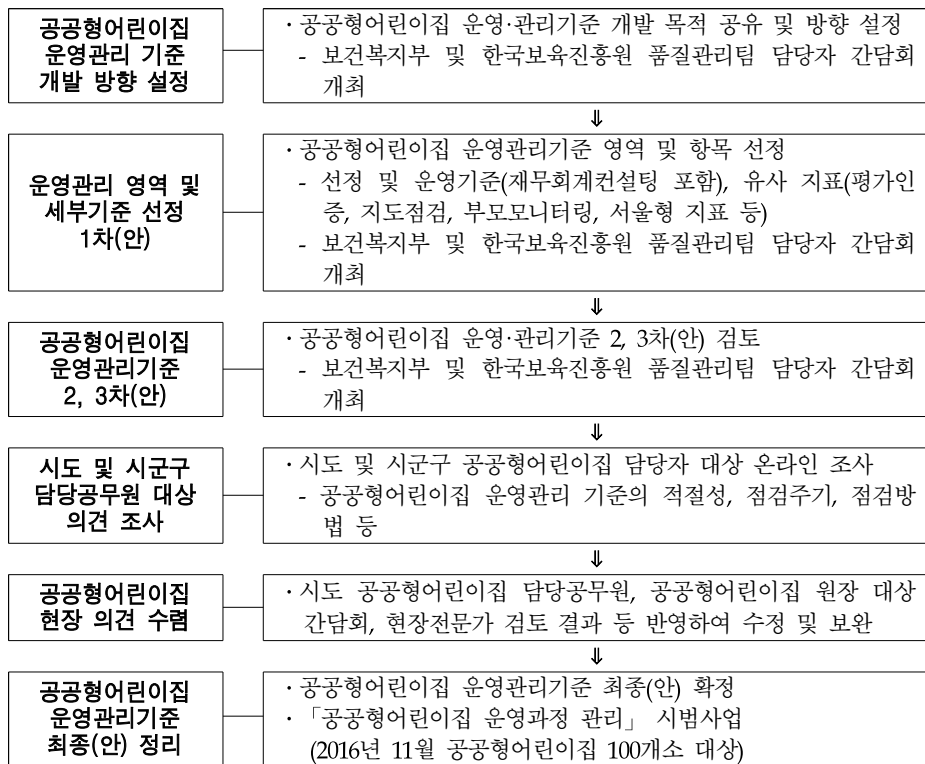 공공형어린이집
운영관리 기준
개발 방향 설정
· 공공형어린이집 운영·관리기준 개발 목적 공유 및 방향 설정
- 보건복지부 및 한국보육진흥원 품질관리팀 담당자 간담회
개최
⇓
운영관리 영역 및
세부기준 선정
1차(안)
· 공공형어린이집 운영관리기준 영역 및 항목 선정
- 선정 및 운영기준(재무회계컨설팅 포함), 유사 지표(평가인
증, 지도점검, 부모모니터링, 서울형 지표 등)
- 보건복지부 및 한국보육진흥원 품질관리팀 담당자 간담회
개최
⇓
공공형어린이집
운영관리기준
2, 3차(안)
· 공공형어린이집 운영·관리기준 2, 3차(안) 검토
- 보건복지부 및 한국보육진흥원 품질관리팀 담당자 간담회
개최
⇓
시도 및 시군구
담당공무원 대상
의견 조사
· 시도 및 시군구 공공형어린이집 담당자 대상 온라인 조사
- 공공형어린이집 운영관리 기준의 적절성, 점검주기, 점검방
법 등
⇓
공공형어린이집
현장 의견 수렴
· 시도 공공형어린이집 담당공무원, 공공형어린이집 원장 대상
간담회, 현장전문가 검토 결과 등 반영하여 수정 및 보완
⇓
공공형어린이집
운영관리기준
최종(안) 정리
· 공공형어린이집 운영관리기준 최종(안) 확정
· 「공공형어린이집 운영과정 관리」 시범사업
(2016년 11월 공공형어린이집 100개소 대상)